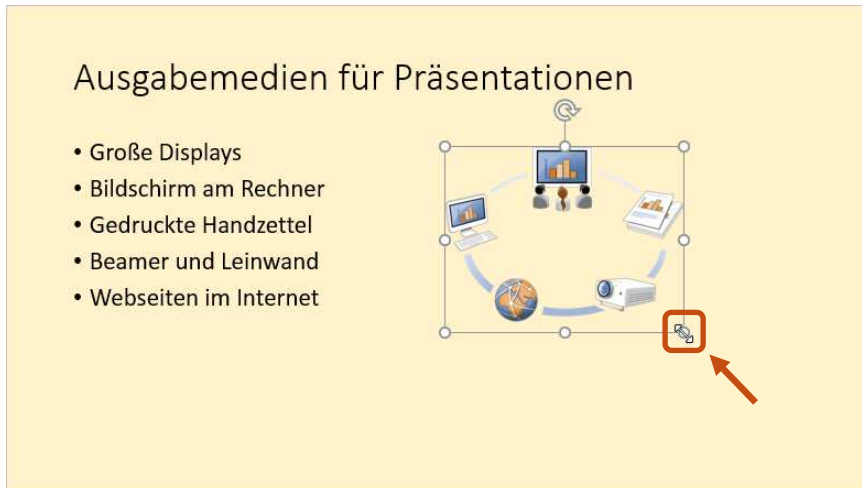 Ausgabemedien für Präsentationen
• Große Displays
• Bildschirm am Rechner
• Gedruckte Handzettel
• Beamer und Leinwand
• Webseiten im Internet